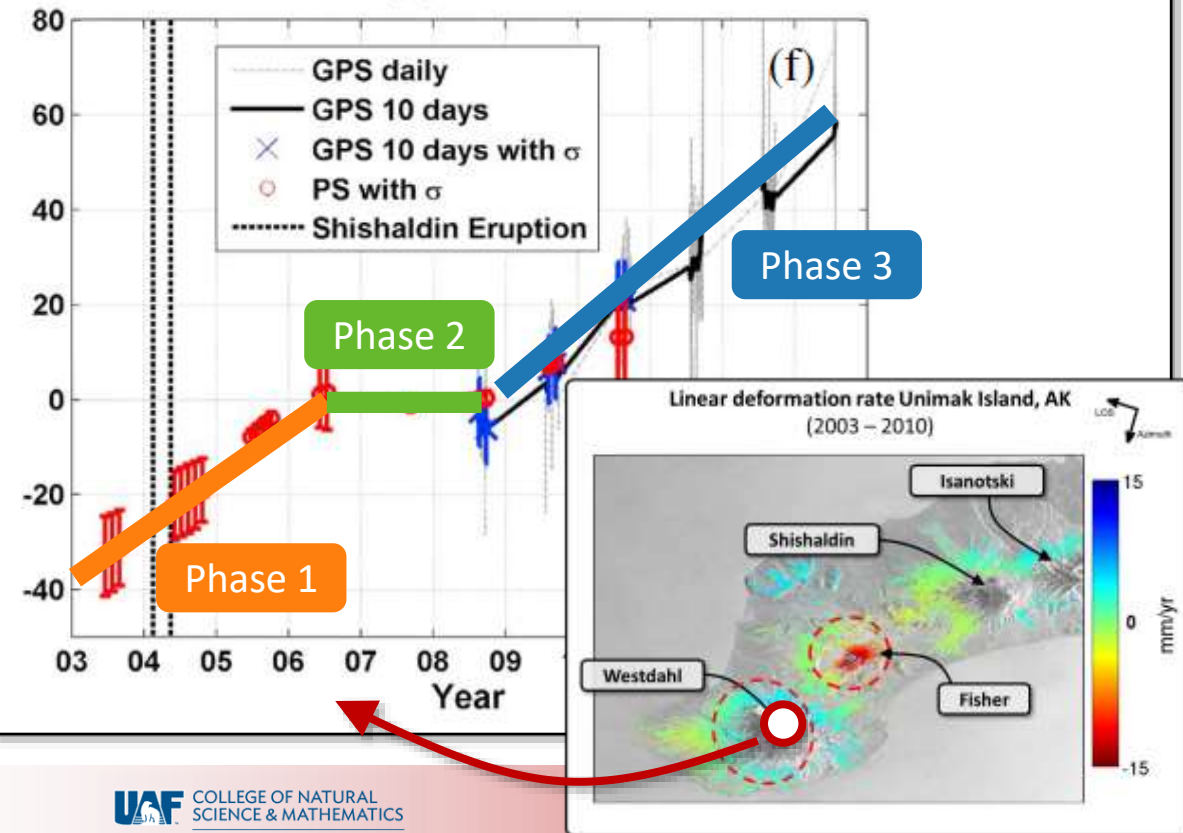 80
60
40
20
0
-20
-40
GPS daily
GPS 10 days
GPS 10 days with σ
PS with σ
Shishaldin Eruption
(f)
Phase 3
Phase 2
Phase 1
03 04 05 06 07 08 09
Year
Linear deformation rate Unimak Island, AK
(2003 – 2010)
LOS
Azimuth
Isanotski
Shishaldin
Westdahl
Fisher
15
0
-15
mm/yr
UAF COLLEGE OF NATURAL
SCIENCE & MATHEMATICS